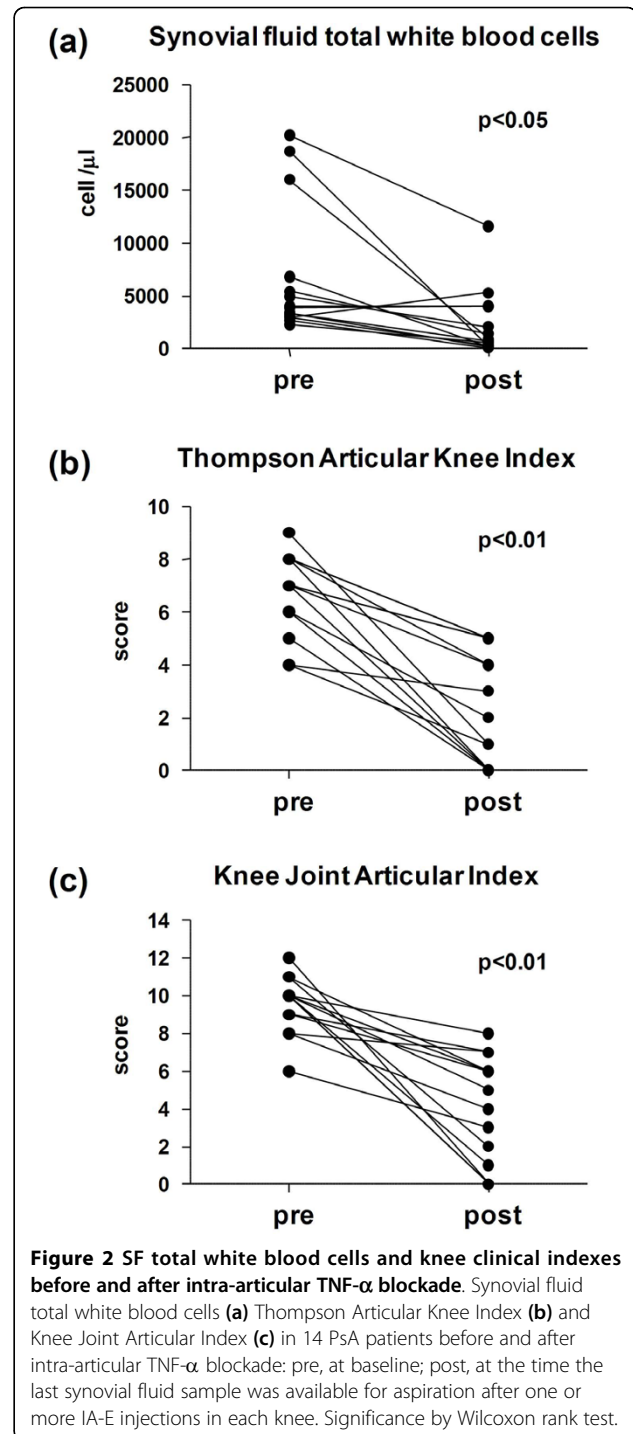 (a) Synovial fluid total white blood cells
25000
p<0.05
20000
cell /µl
15000
10000
5000
0
pre post
(b) Thompson Articular Knee Index
10
p<0.01
8
score
6
4
2
0
pre post
(c) Knee Joint Articular Index
14
p<0.01
12
10
score
8
6
4
2
0
pre post
Figure 2 SF total white blood cells and knee clinical indexes
before and after intra-articular TNF-α blockade. Synovial fluid
total white blood cells (a) Thompson Articular Knee Index (b) and
Knee Joint Articular Index (c) in 14 PsA patients before and after
intra-articular TNF-α blockade: pre, at baseline; post, at the time the
last synovial fluid sample was available for aspiration after one or
more IA-E injections in each knee. Significance by Wilcoxon rank test.